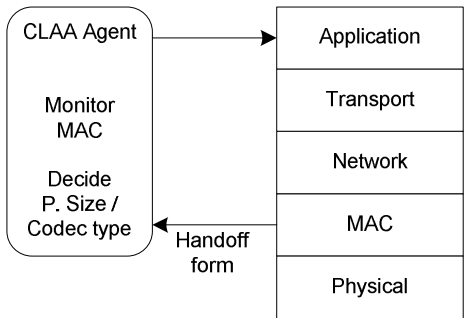 CLAA Agent
Monitor
MAC
Decide
P. Size /
Codec type
Handoff
form
Application
Transport
Network
MAC
Physical